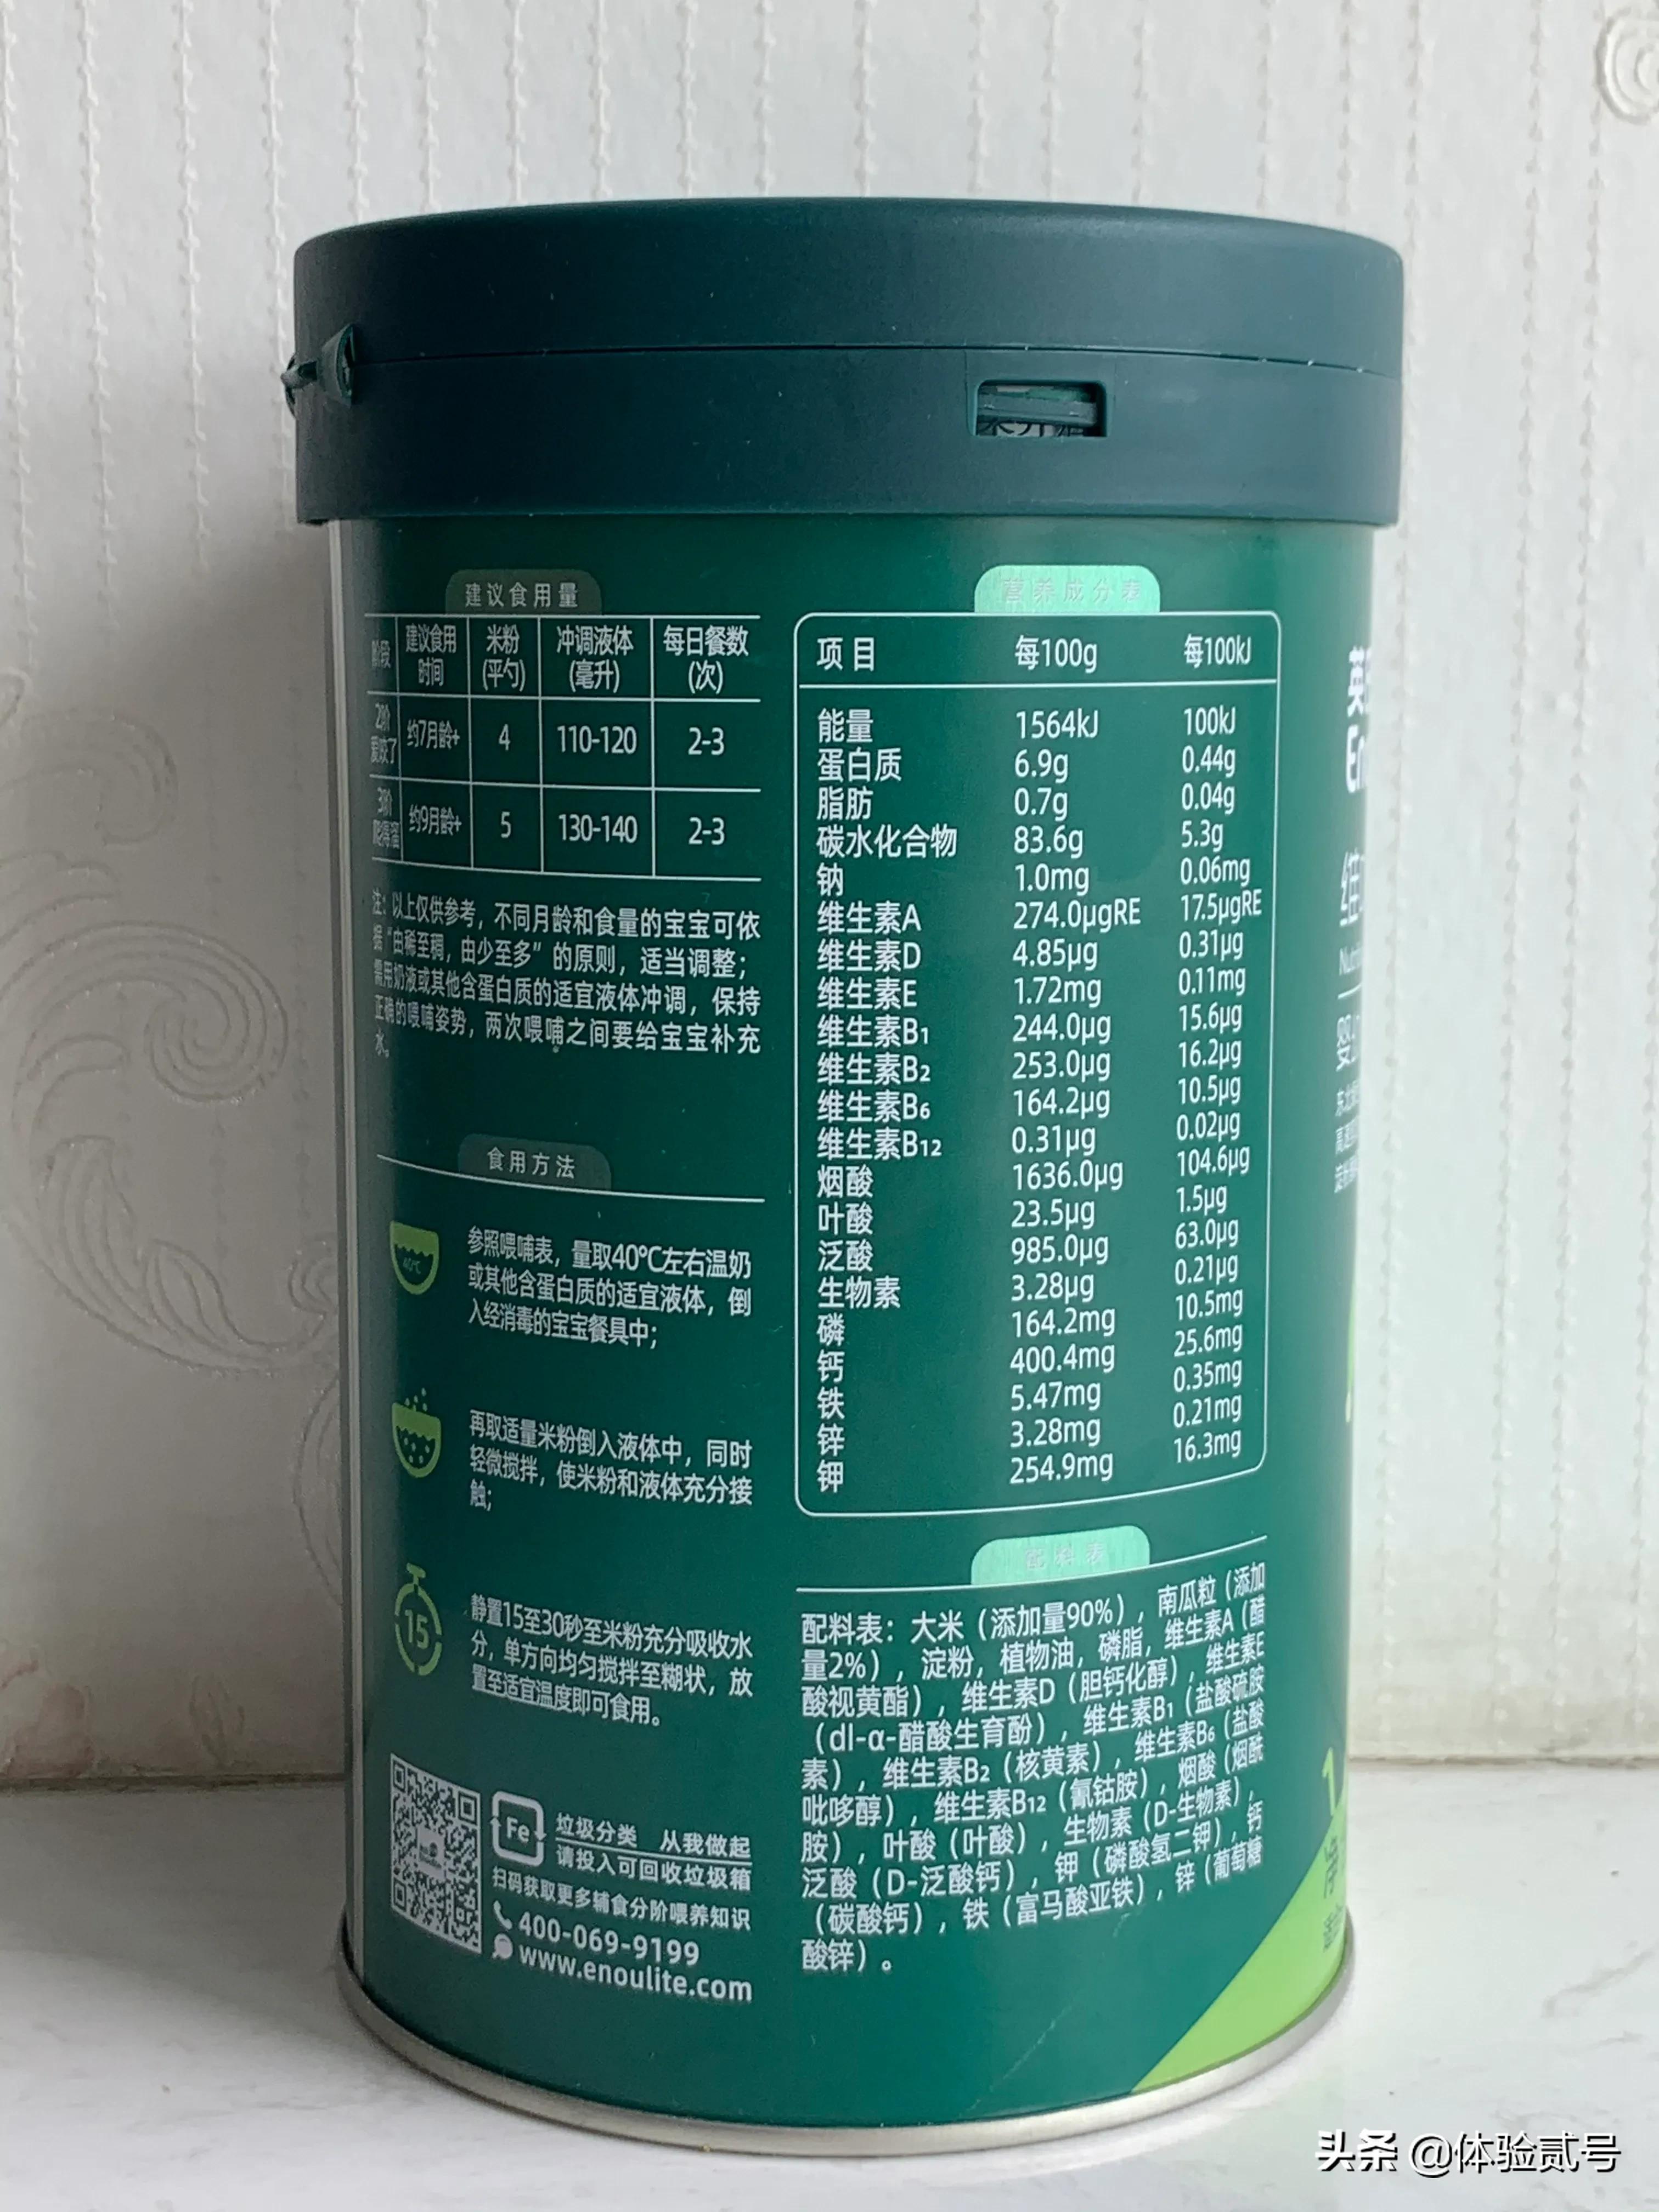 建议食用量
阶段 建议食用时间 米粉(平勺) 冲调液体(毫升) 每日餐数(次)
2阶 约7月龄+ 4 110-120 2-3
3阶 爬得溜 约9月龄+ 5 130-140 2-3
注：以上仅供参考，不同月龄和食量的宝宝可依
据“由稀至稠，由少至多”的原则，适当调整；
需用奶液或其他含蛋白质的适宜液体冲调，保持
正确的喂哺姿势，两次喂哺之间要给宝宝补充
水。
食用方法
40℃
参照喂哺表，量取40℃左右温奶
或其他含蛋白质的适宜液体，倒
入经消毒的宝宝餐具中；
再取适量米粉倒入液体中，同时
轻微搅拌，使米粉和液体充分接
触；
15
静置15至30秒至米粉充分吸收水
分，单方向均匀搅拌至糊状，放
置至适宜温度即可食用。
Fe
垃圾分类 从我做起
请投入可回收垃圾箱
扫码获取更多辅食分阶喂养知识
400-069-9199
www.enoulite.com
营养成分表
项目 每100g 每100kJ
能量 1564kJ 100kJ
蛋白质 6.9g 0.44g
脂肪 0.7g 0.04g
碳水化合物 83.6g 5.3g
钠 1.0mg 0.06mg
维生素A 274.0μgRE 17.5μgRE
维生素D 4.85μg 0.31μg
维生素E 1.72mg 0.11mg
维生素B₁ 244.0μg 15.6μg
维生素B₂ 253.0μg 16.2μg
维生素B₆ 164.2μg 10.5μg
维生素B₁₂ 0.31μg 0.02μg
烟酸 1636.0μg 104.6μg
叶酸 23.5μg 1.5μg
泛酸 985.0μg 63.0μg
生物素 3.28μg 0.21μg
磷 164.2mg 10.5mg
钙 400.4mg 25.6mg
铁 5.47mg 0.35mg
锌 3.28mg 0.21mg
钾 254.9mg 16.3mg
配料表
配料表：大米（添加量90%），南瓜粒（添加
量2%），淀粉，植物油，磷脂，维生素A（醋
酸视黄酯），维生素D（胆钙化醇），维生素E
（dl-α-醋酸生育酚），维生素B₁（盐酸硫胺
素），维生素B₂（核黄素），维生素B₆（盐酸
吡哆醇），维生素B₁₂（氰钴胺），烟酸（烟酰
胺），叶酸（叶酸），生物素（D-生物素），
泛酸（D-泛酸钙），钾（磷酸氢二钾），钙
（碳酸钙），铁（富马酸亚铁），锌（葡萄糖
酸锌）。
英
En
维
Nutri
婴
净
头条 @体验贰号